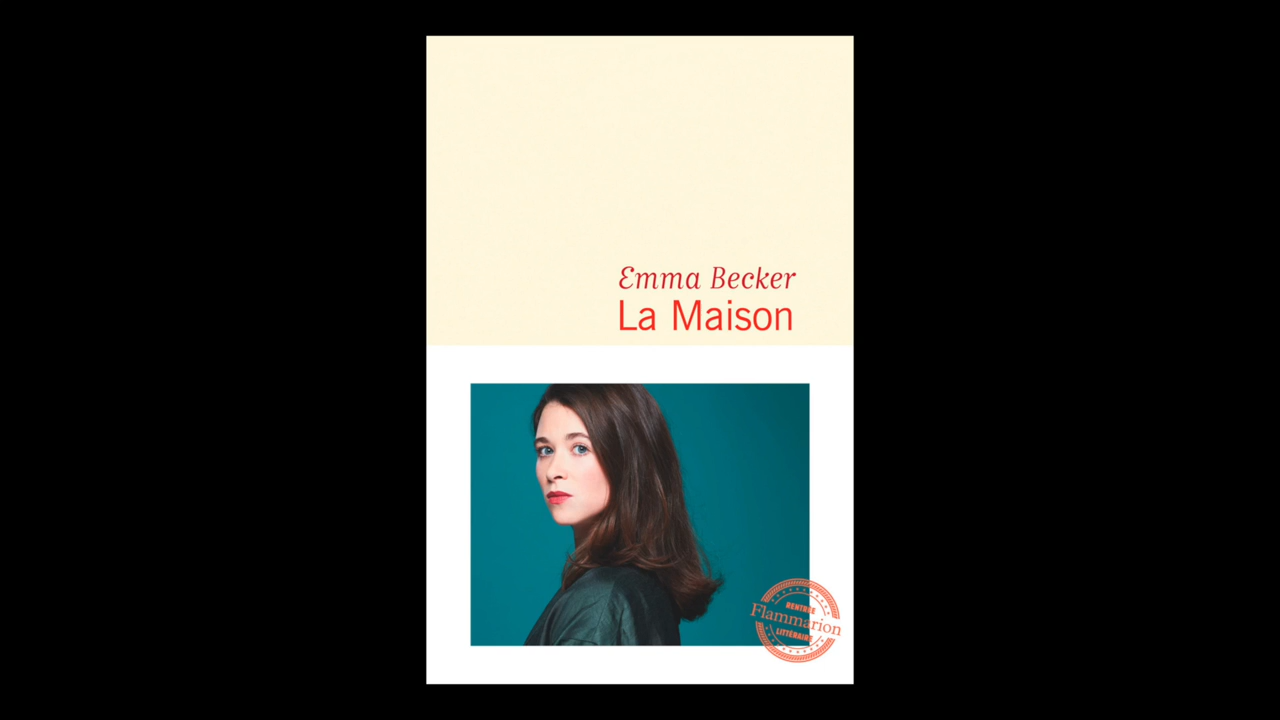 Emma Becker
La Maison
RENTRÉE
Flammarion
LITTÉRAIRE